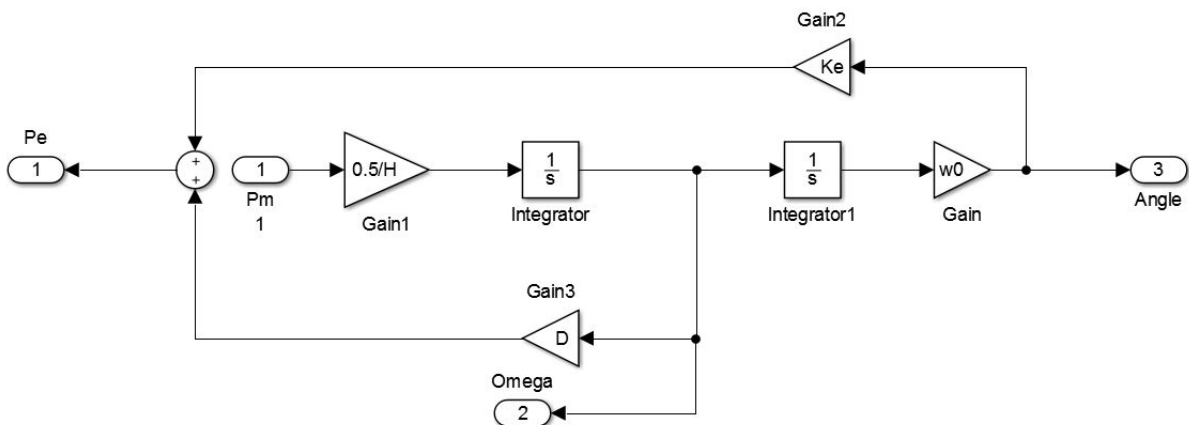 Gain2
Ke
Pe
1
+
+
1
Pm
1
0.5/H
Gain1
1
s
Integrator
1
s
Integrator1
w0
Gain
3
Angle
Gain3
D
Omega
2